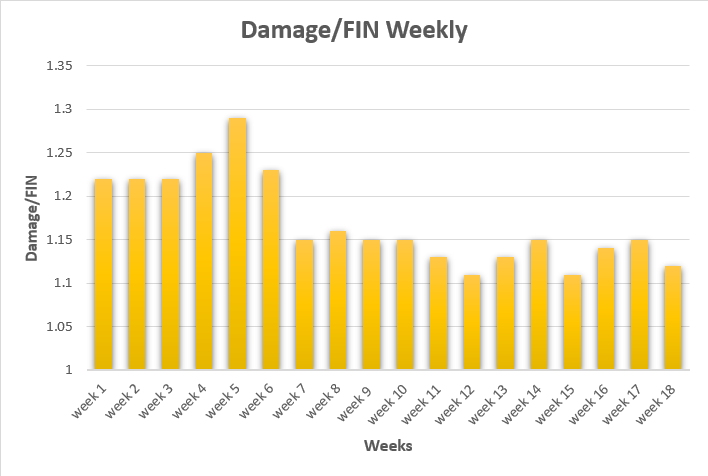 Damage/FIN Weekly
Damage/FIN
1.35
1.3
1.25
1.2
1.15
1.1
1.05
1
week 1
week 2
week 3
week 4
week 5
week 6
week 7
week 8
week 9
week 10
week 11
week 12
week 13
week 14
week 15
week 16
week 17
week 18
Weeks